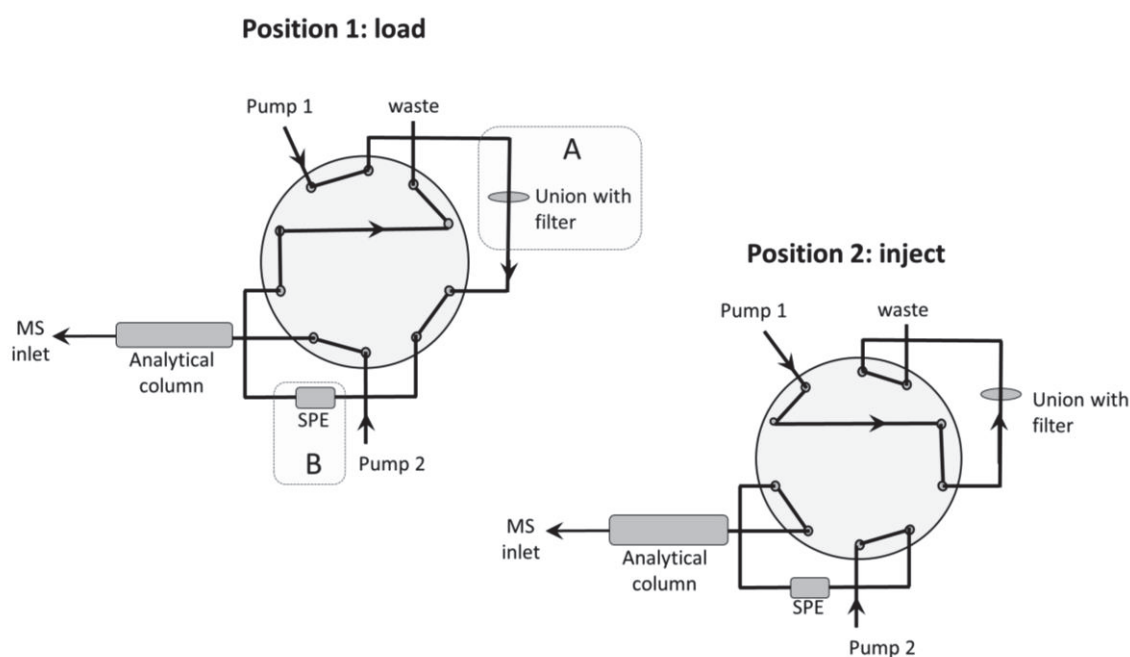 Position 1: load
Pump 1
waste
A
Union with
filter
MS
inlet
Analytical
column
SPE
B
Pump 2
Position 2: inject
Pump 1
waste
Union with
filter
MS
inlet
Analytical
column
SPE
Pump 2